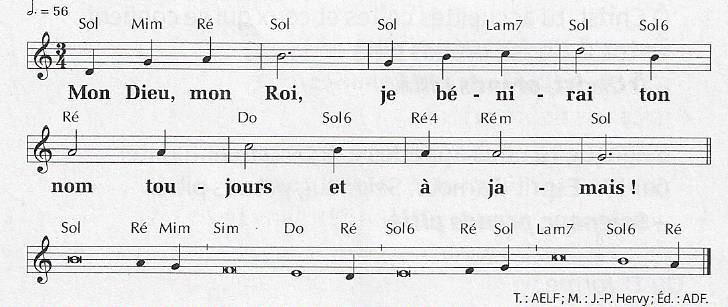 𝅗𝅥. = 56
Sol Mim Ré Sol Sol Lam7 Sol Sol6
3 4
Mon Dieu, mon Roi, je bé - ni - rai ton
Ré Do Sol6 Ré4 Rém Sol
nom tou - jours et à ja - mais !
Sol Ré Mim Sim Do Ré Sol6 Ré Sol Lam7 Sol6 Ré
T. : AELF ; M. : J.-P. Hervy ; Éd. : ADF.